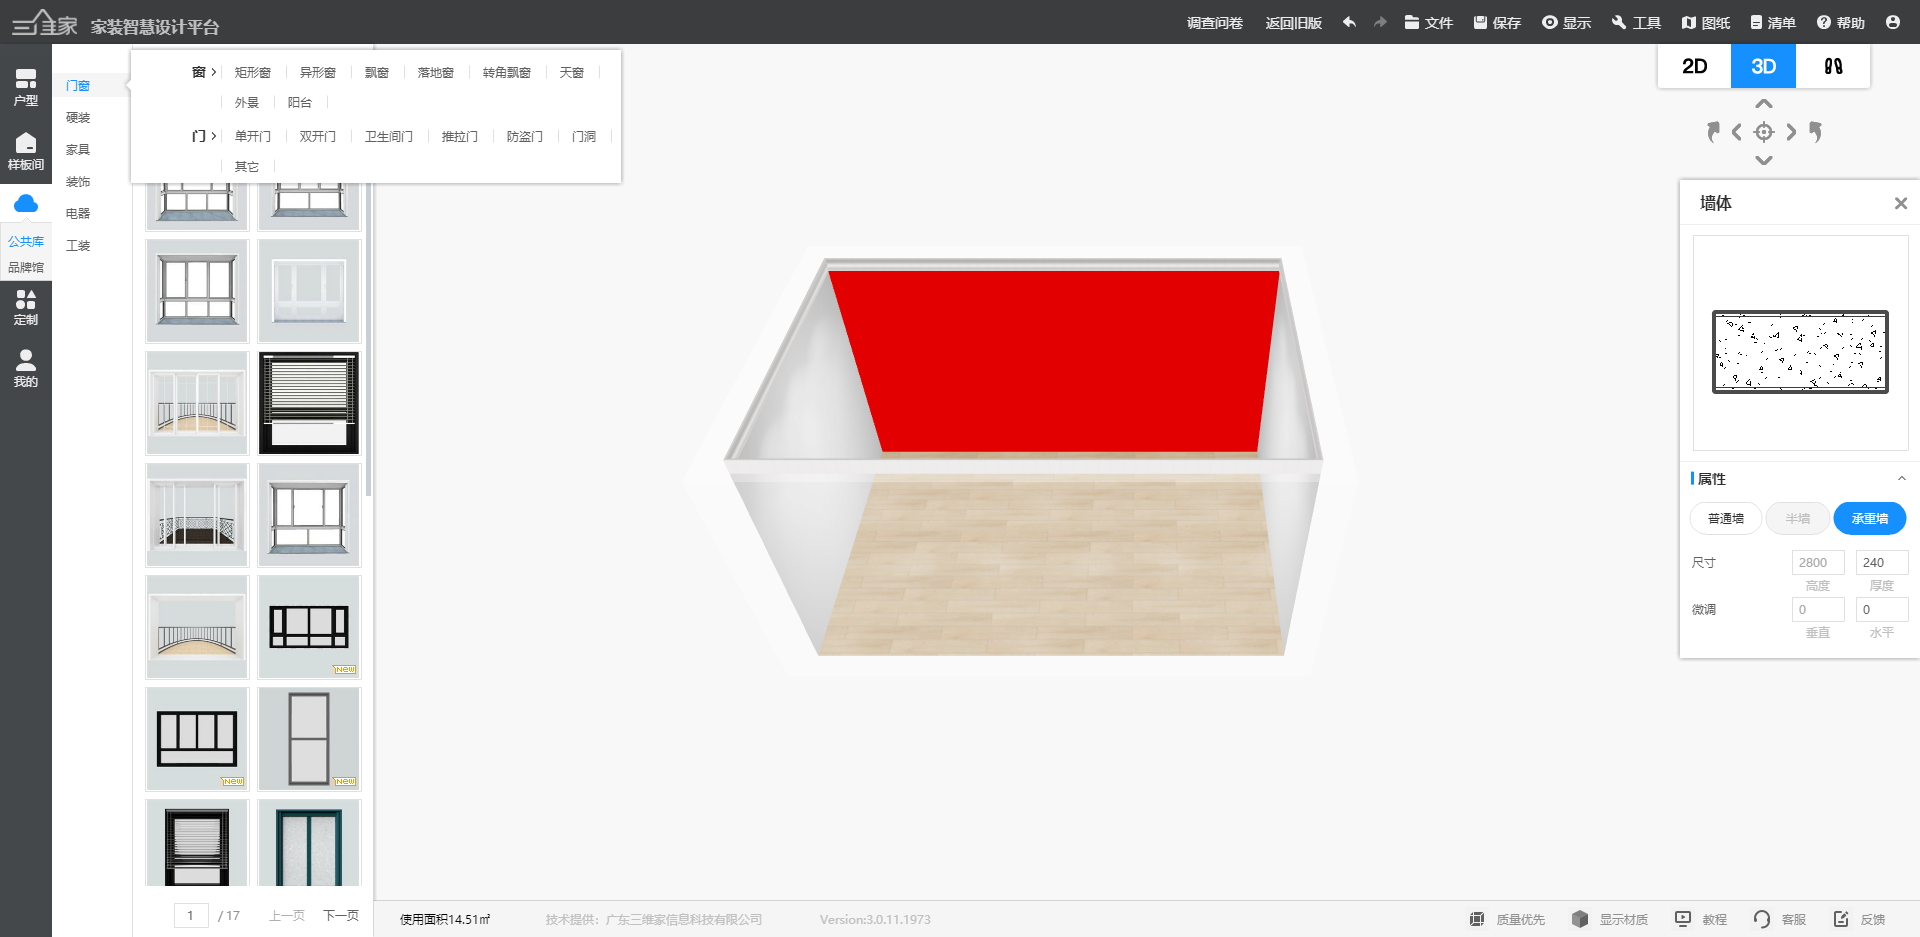 三维家 家装智慧设计平台
调查问卷 返回旧版 文件 保存 显示 工具 图纸 清单 帮助
户型
样板间
公共库
品牌馆
定制
我的
门窗
硬装
家具
装饰
电器
工装
窗 矩形窗 异形窗 飘窗 落地窗 转角飘窗 天窗
外景 阳台
门 单开门 双开门 卫生间门 推拉门 防盗门 门洞
其它
NEW
NEW
NEW
1 / 17 上一页 下一页
2D 3D
墙体
属性
普通墙 半墙 承重墙
尺寸 2800 240
高度 厚度
微调 0 0
垂直 水平
使用面积14.51㎡ 技术提供：广东三维家信息科技有限公司 Version:3.0.11.1973
质量优先 显示材质 教程 客服 反馈